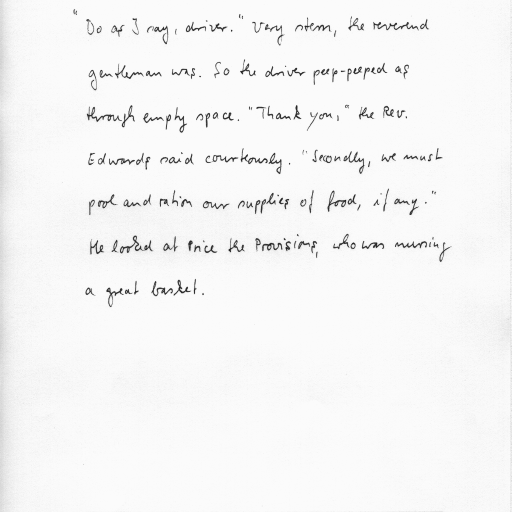 "Do as I say, driver." Very stern, the reverend
gentleman was. So the driver peep-peeped as
through empty space. "Thank you," the Rev.
Edwards said courteously. "Secondly, we must
pool and ration our supplies of food, if any."
He looked at Price the Provisions, who was nursing
a great basket.